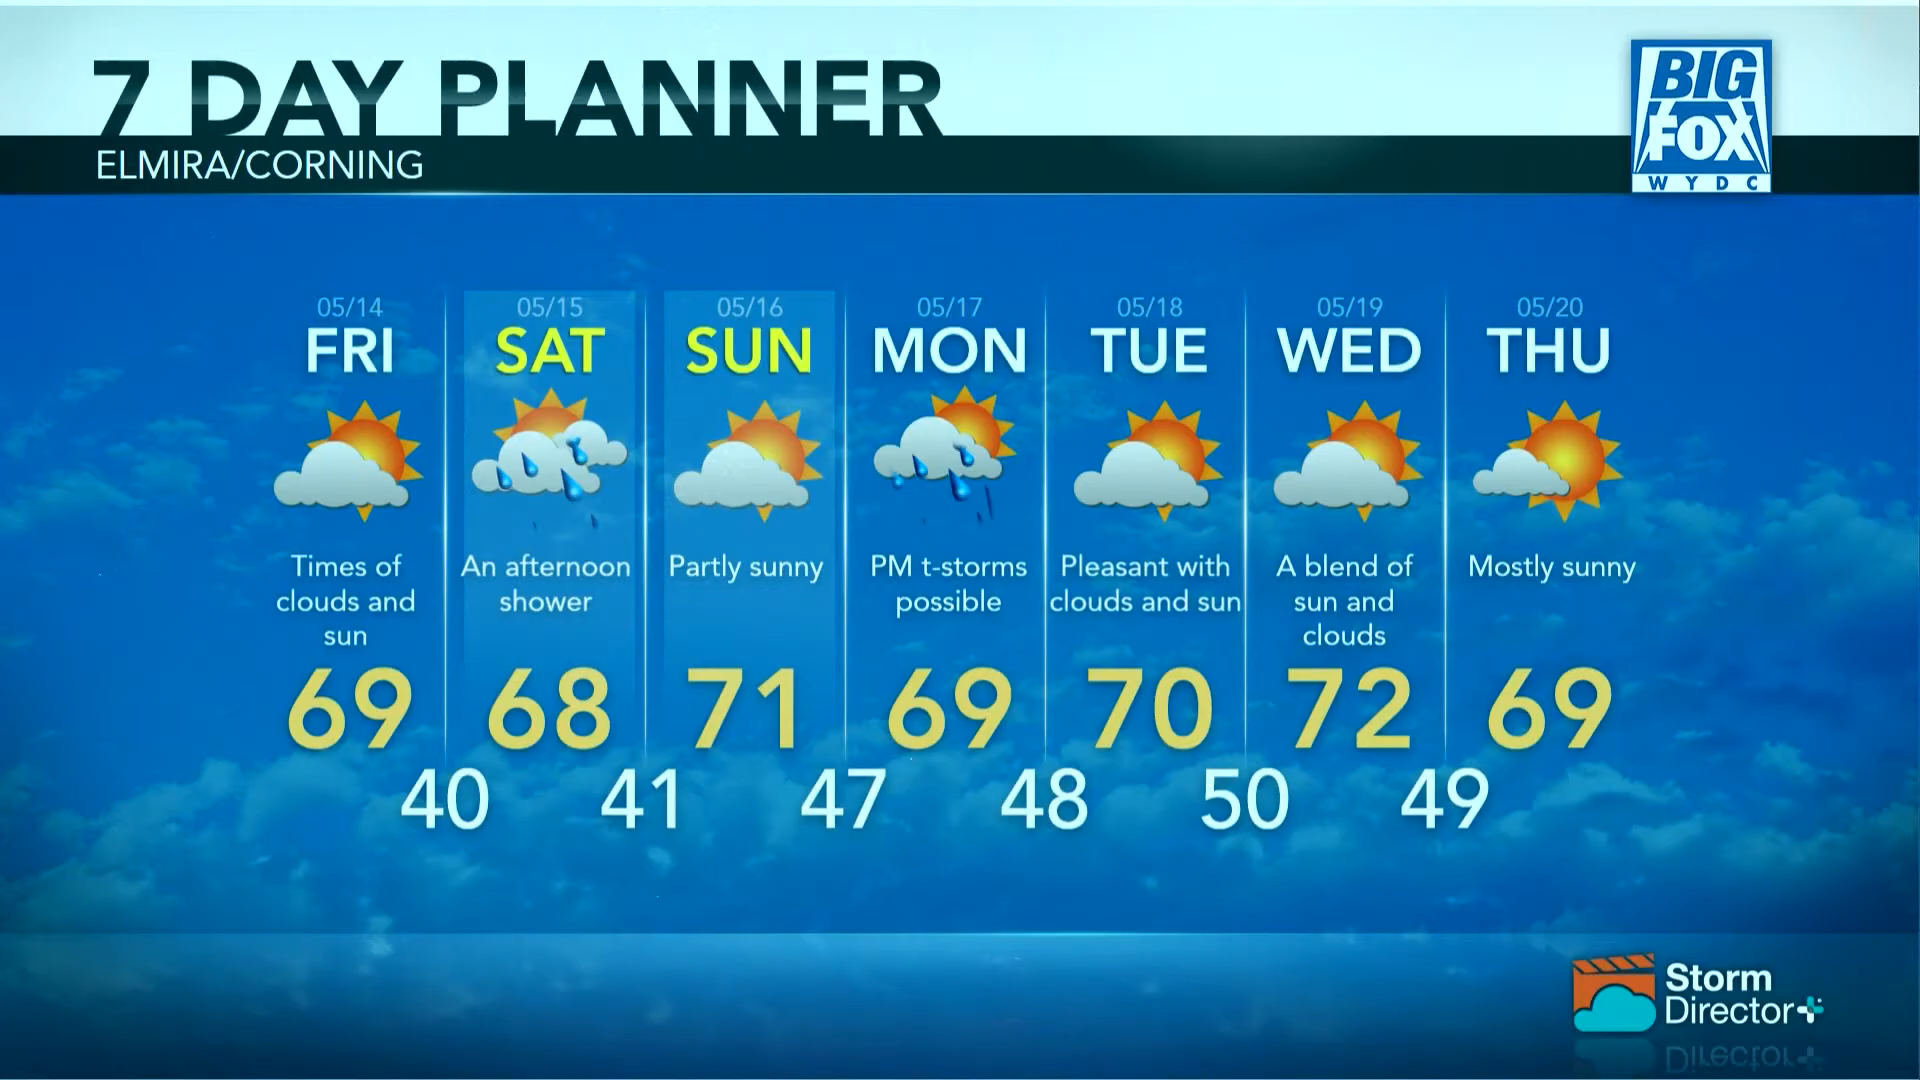 7 DAY PLANNER
ELMIRA/CORNING
BIG
FOX
WYDC
05/14
FRI
Times of
clouds and
sun
69
05/15
SAT
An afternoon
shower
68
05/16
SUN
Partly sunny
71
05/17
MON
PM t-storms
possible
69
05/18
TUE
Pleasant with
clouds and sun
70
05/19
WED
A blend of
sun and
clouds
72
05/20
THU
Mostly sunny
69
40 41 47 48 50 49
Storm
Director+